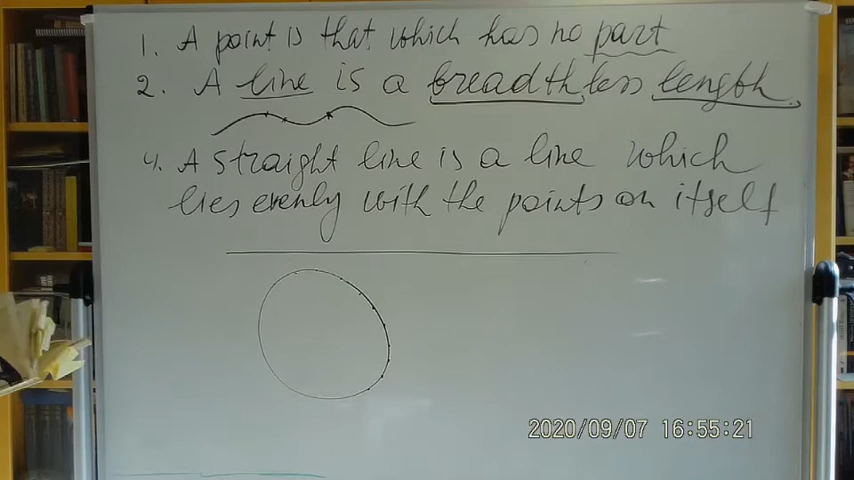 1. A point is that which has no part
2. A line is a breadthless length.
4. A straight line is a line which
lies evenly with the points on itself
2020/09/07 16:55:21